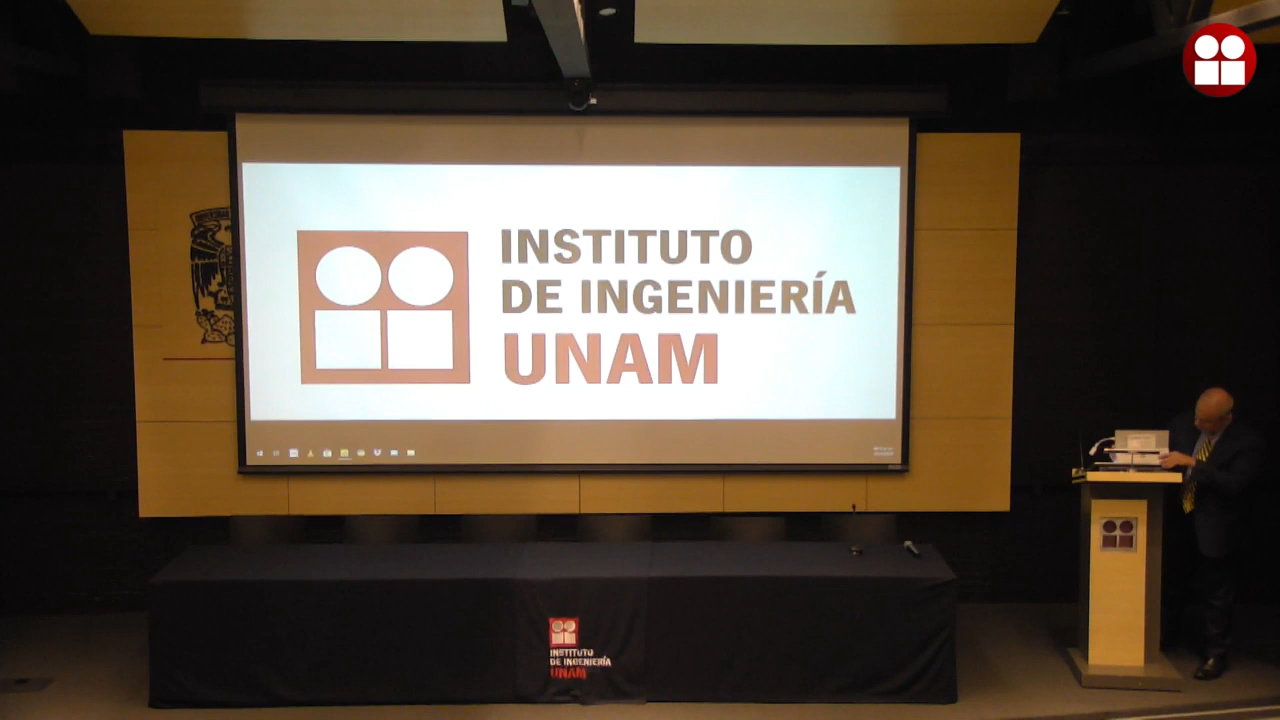 INSTITUTO
DE INGENIERÍA
UNAM
INSTITUTO
DE INGENIERÍA
UNAM